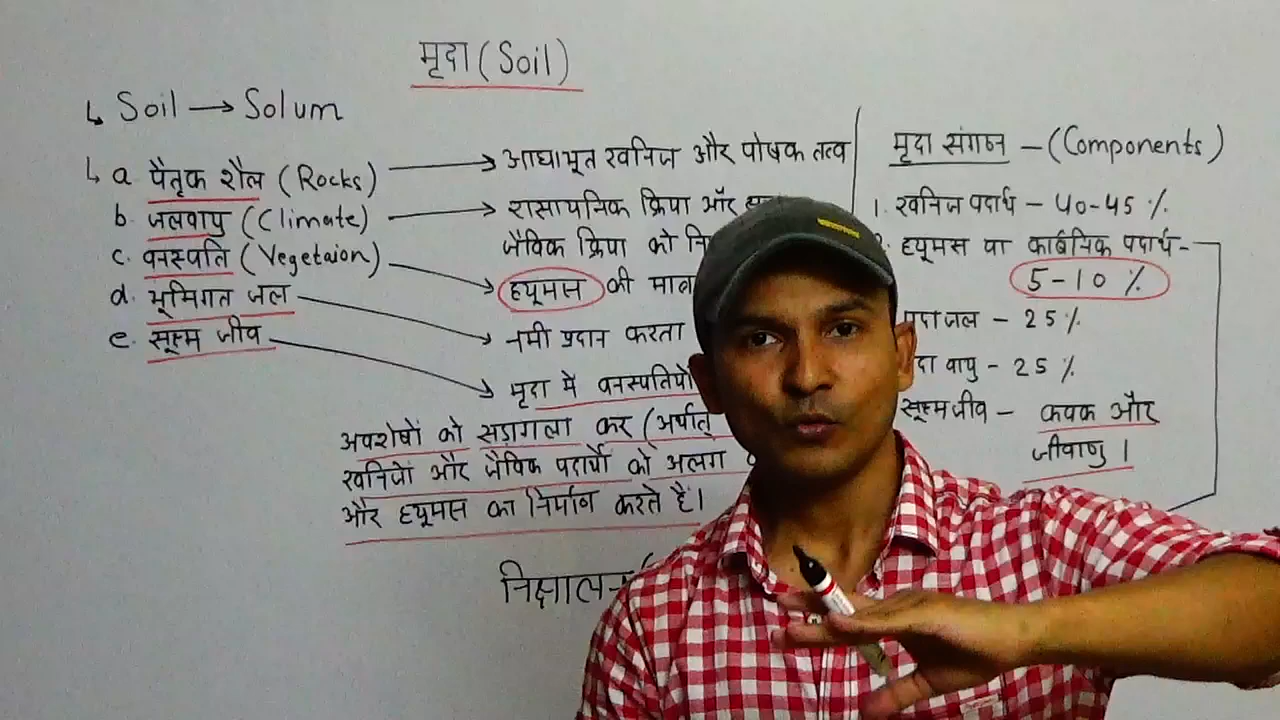 मृदा (Soil)
↳ Soil → Solum
↳ a. पैतृक शैल (Rocks) → आघाभूत खनिज और पोषक तत्व
b. जलवायु (Climate) → रासायनिक क्रिया और
जैविक क्रिया को
c. वनस्पति (Vegetaion) → ह्यूमस की
d. भूमिगत जल → नमी प्रदान करता
e. सूक्ष्म जीव → मृदा में वनस्पतियों
अवशेषों को सड़ागला कर (अर्थात्
खनिजों और जैविक पदार्थों को अलग
और ह्यूमस का निर्माण करते है।
निक्षालन
मृदा संगठन - (Components)
1. खनिज पदार्थ - 40-45 %
ह्यूमस या कार्बनिक पदार्थ -
5-10 %
जल - 25%
वायु - 25 %
सूक्ष्मजीव - कवक और
जीवाणु।